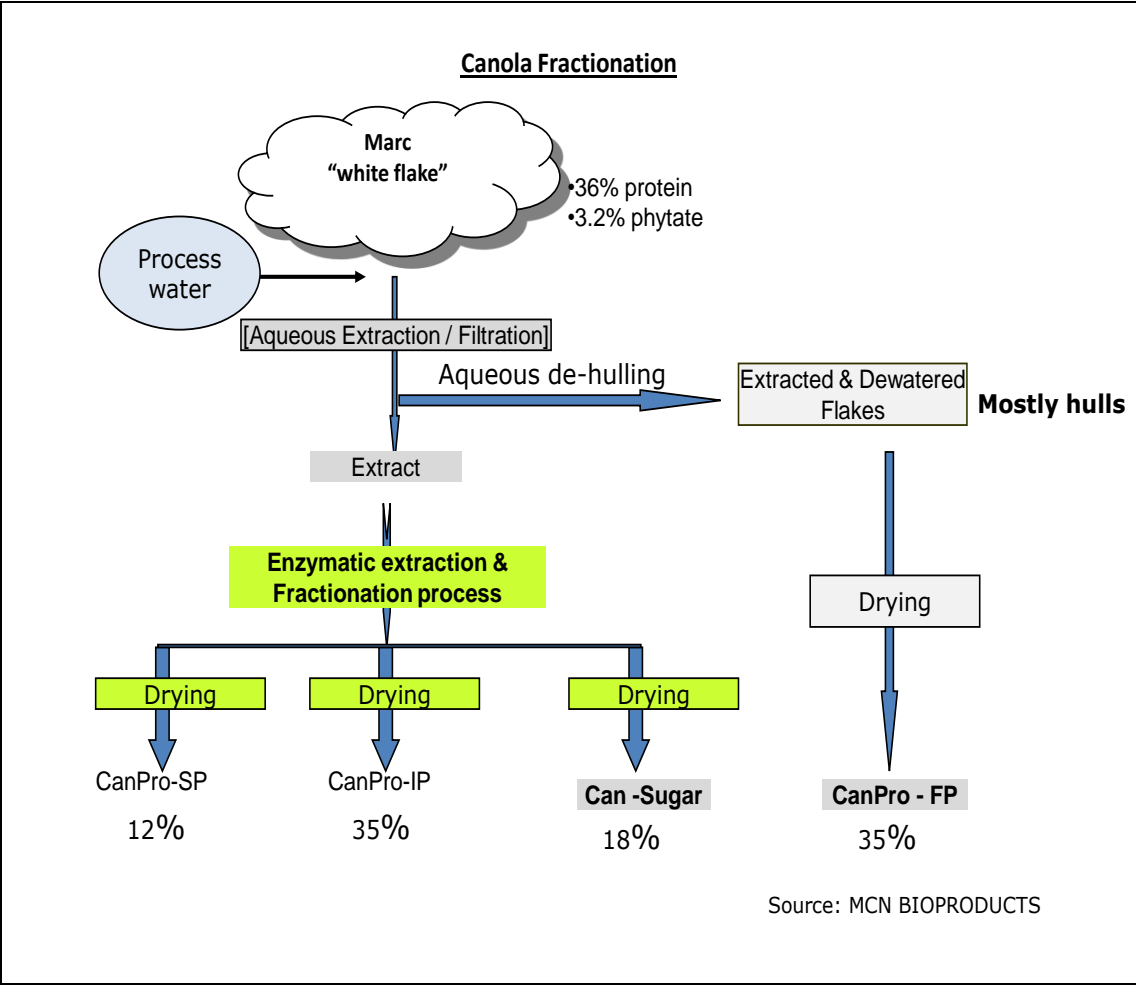 Canola Fractionation
Marc
“white flake”
•36% protein
•3.2% phytate
Process
water
[Aqueous Extraction / Filtration]
Aqueous de-hulling
Extracted & Dewatered
Flakes
Mostly hulls
Extract
Enzymatic extraction &
Fractionation process
Drying
Drying
Drying
Drying
CanPro-SP
CanPro-IP
Can -Sugar
CanPro - FP
12%
35%
18%
35%
Source: MCN BIOPRODUCTS